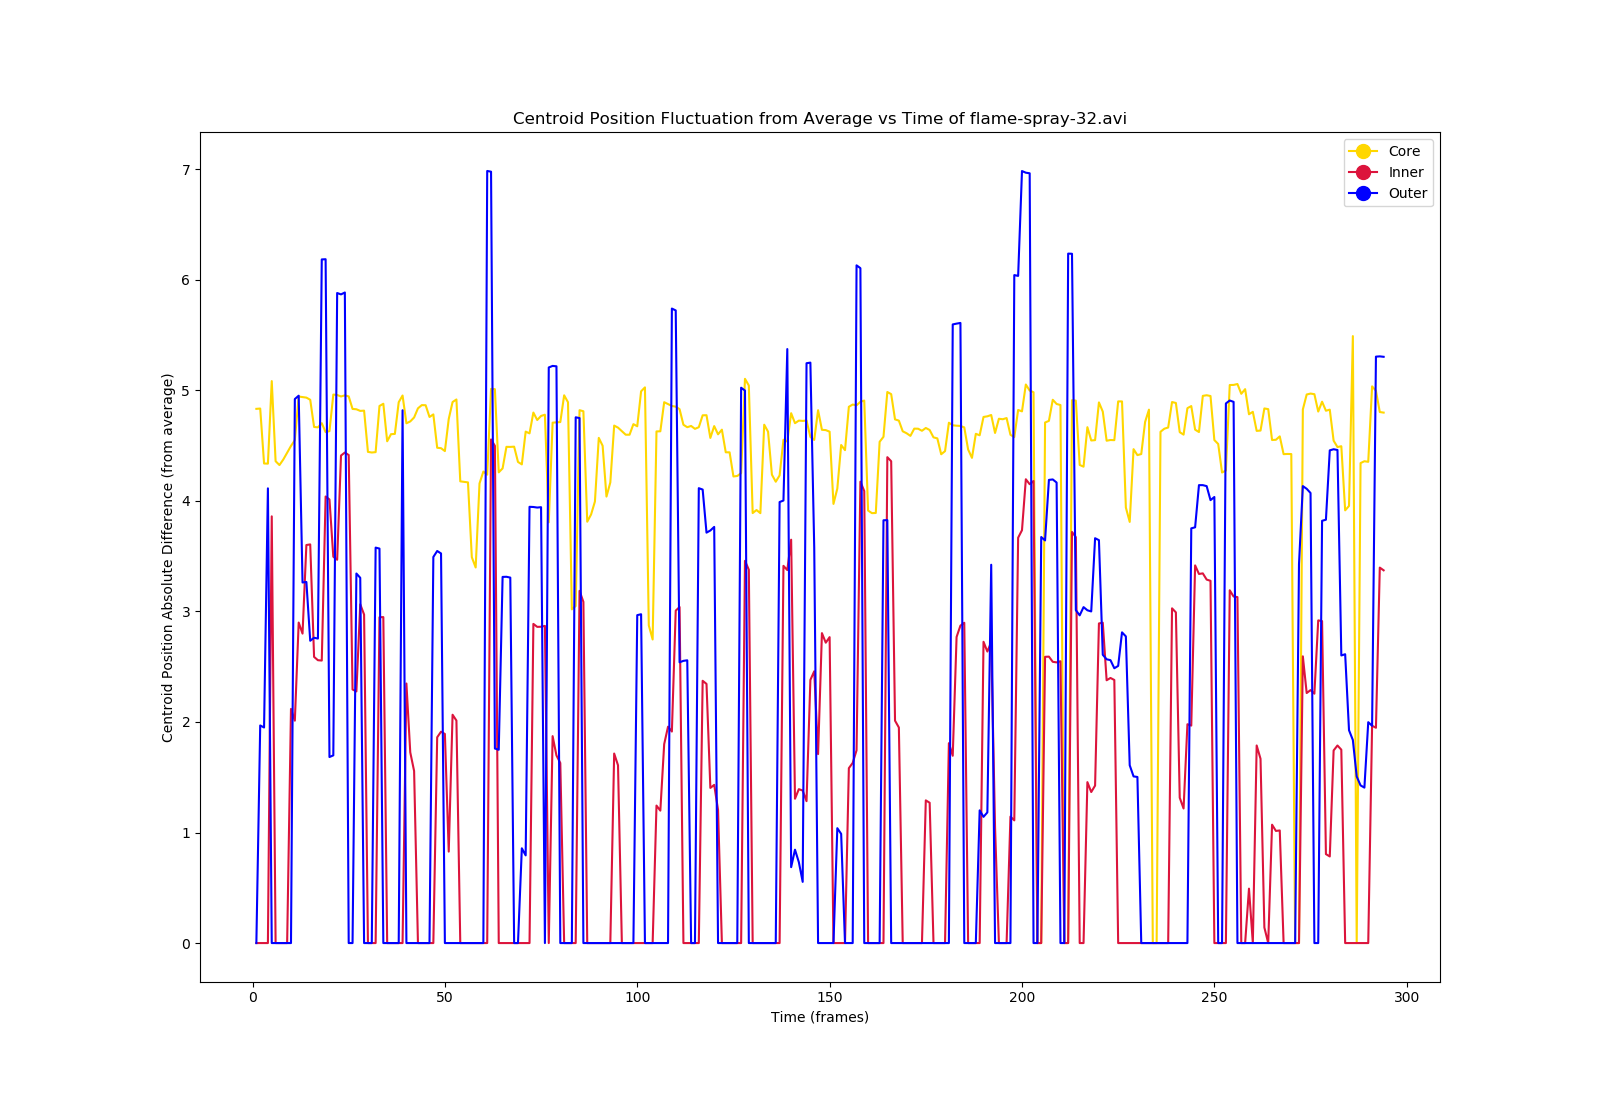 Centroid Position Fluctuation from Average vs Time of flame-spray-32.avi
Core
Inner
Outer
Centroid Position Absolute Difference (from average)
7
6
5
4
3
2
1
0
0 50 100 150 200 250 300
Time (frames)